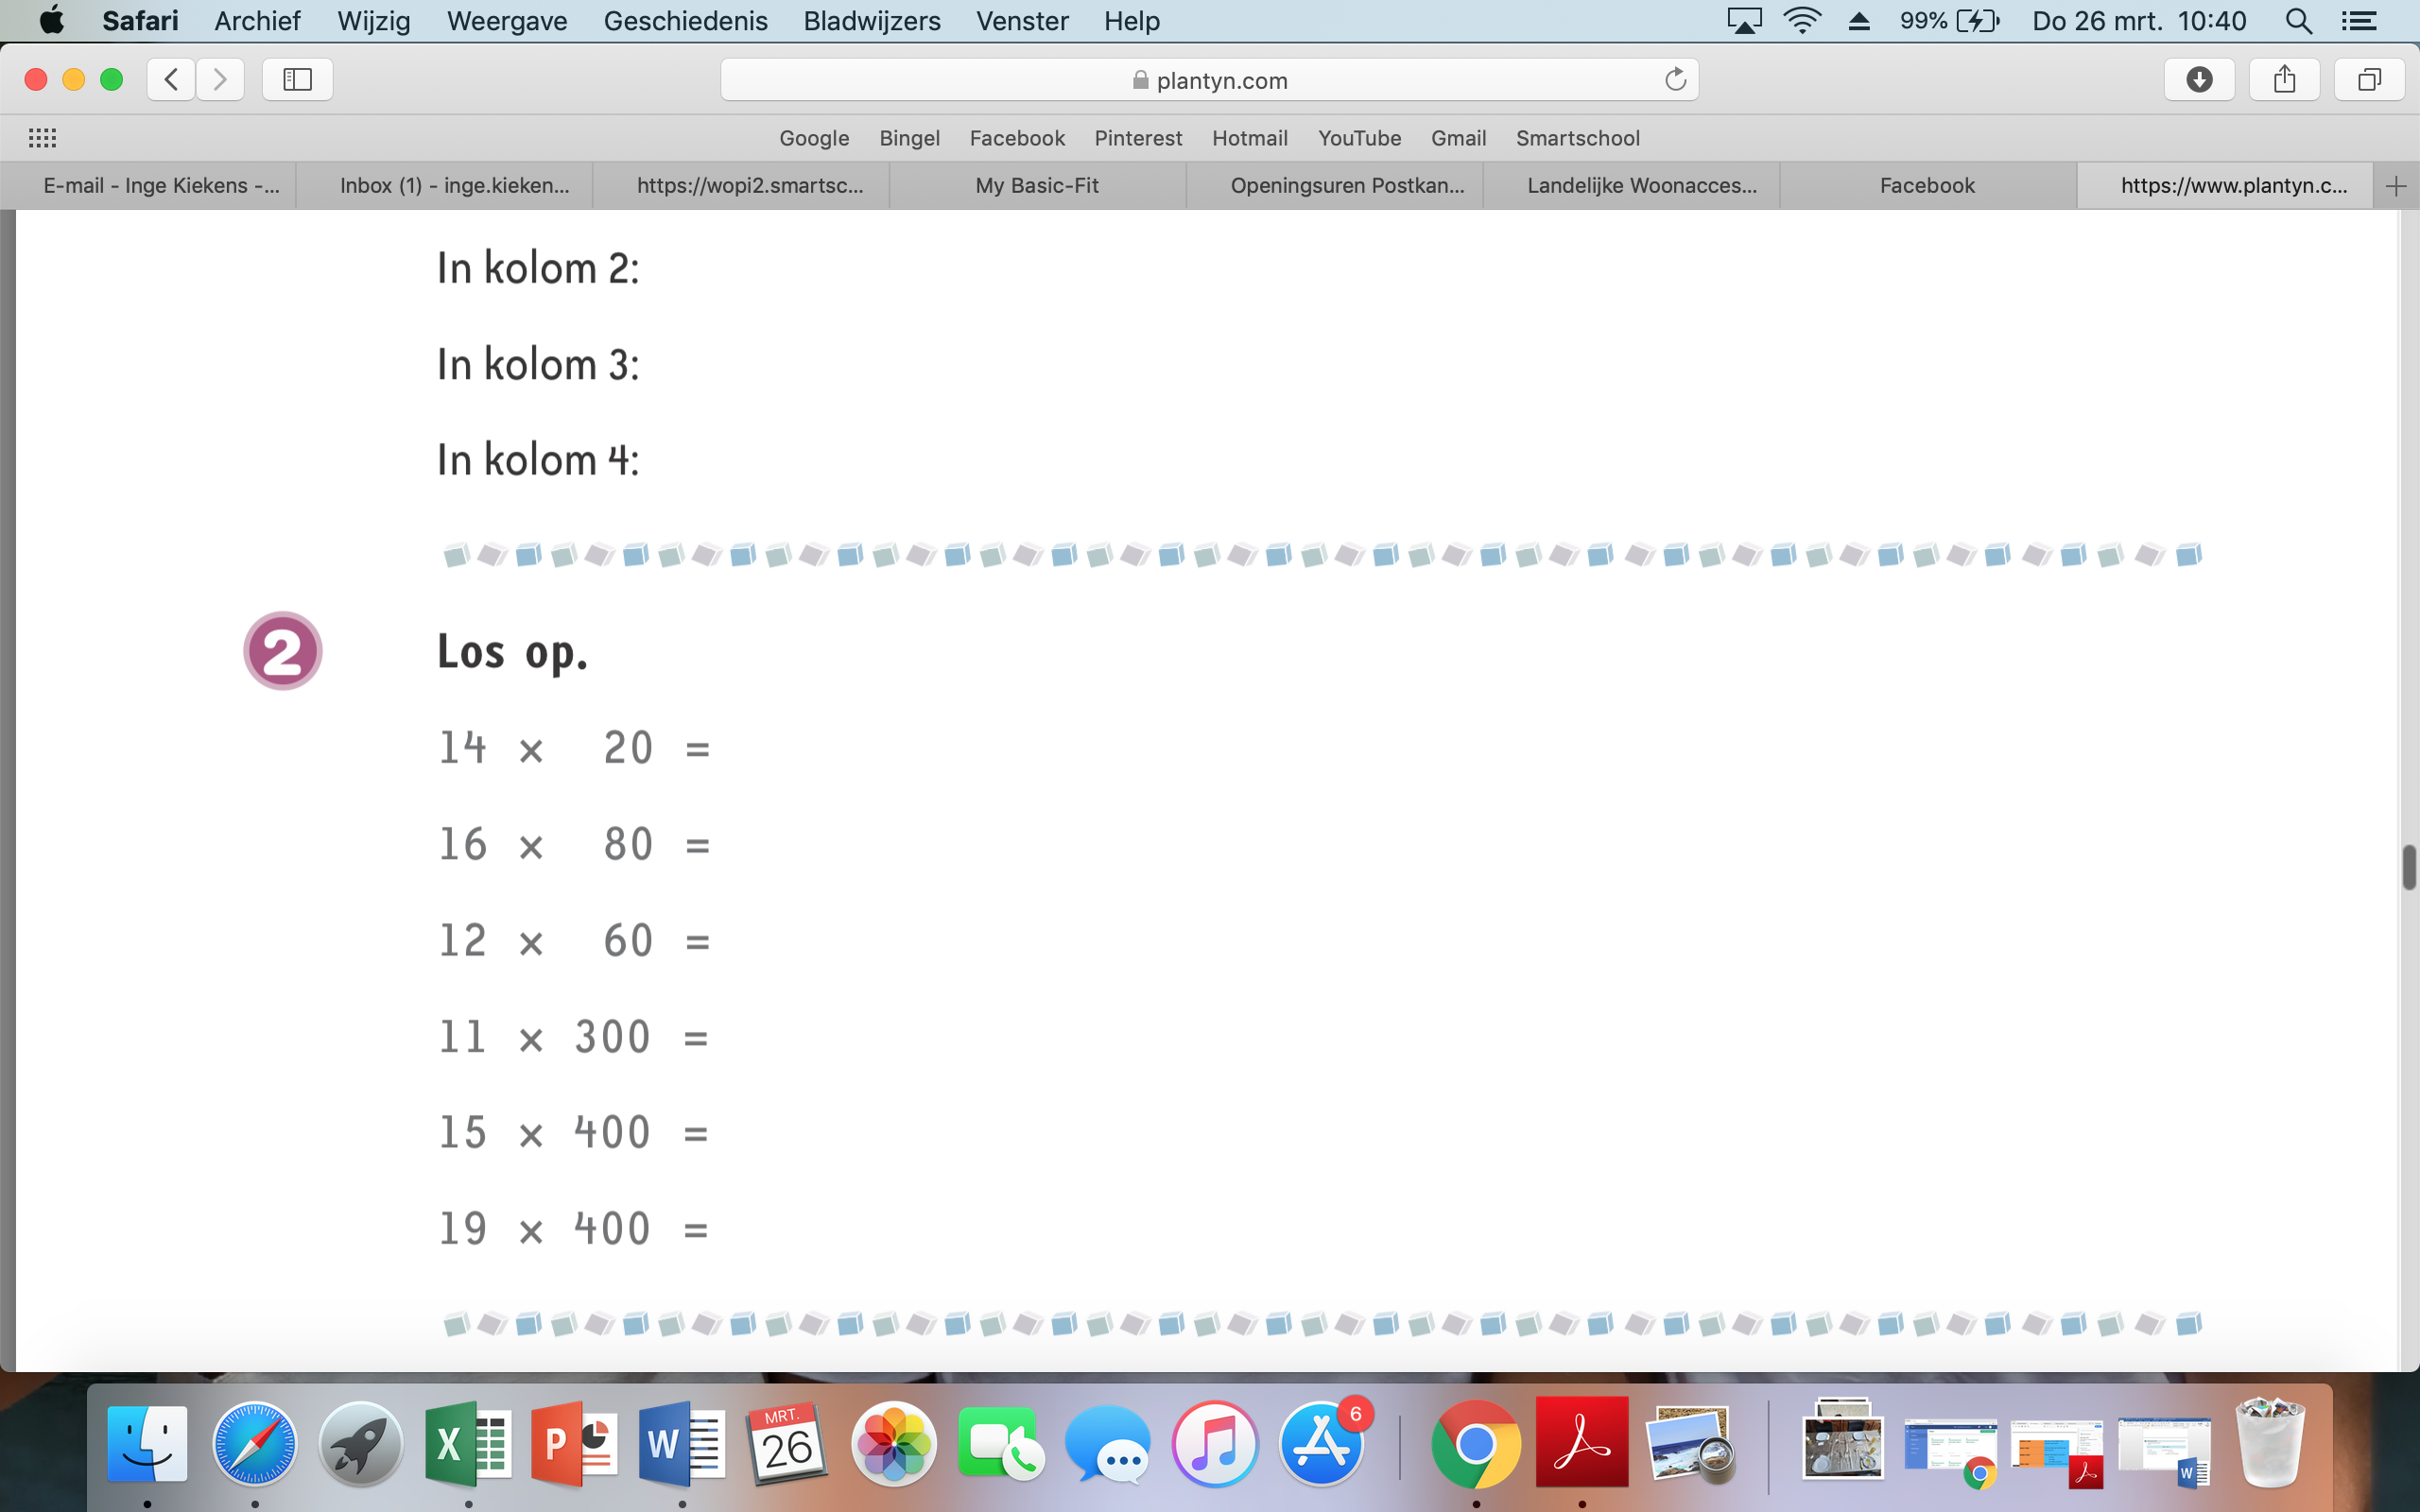 Safari Archief Wijzig Weergave Geschiedenis Bladwijzers Venster Help 99% Do 26 mrt. 10:40
plantyn.com
Google Bingel Facebook Pinterest Hotmail YouTube Gmail Smartschool
E-mail - Inge Kiekens -... Inbox (1) - inge.kieken... https://wopi2.smartsc... My Basic-Fit Openingsuren Postkan... Landelijke Woonacces... Facebook https://www.plantyn.c...
In kolom 2:
In kolom 3:
In kolom 4:
2 Los op.
14 × 20 =
16 × 80 =
12 × 60 =
11 × 300 =
15 × 400 =
19 × 400 =
MRT.
26
6